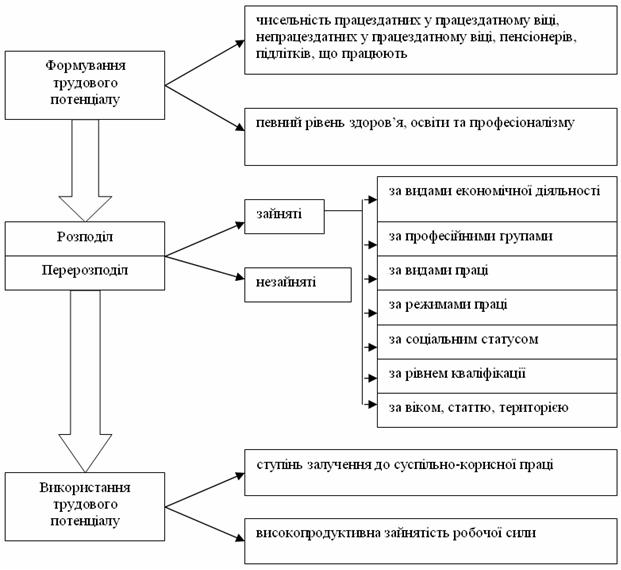 чисельність працездатних у працездатному віці,
непрацездатних у працездатному віці, пенсіонерів,
підлітків, що працюють
Формування
трудового
потенціалу
певний рівень здоров’я, освіти та професіоналізму
за видами економічної діяльності
зайняті
Розподіл
за професійними групами
Перерозподіл
за видами праці
незайняті
за режимами праці
за соціальним статусом
за рівнем кваліфікації
за віком, статтю, територією
ступінь залучення до суспільно-корисної праці
Використання
трудового
потенціалу
високопродуктивна зайнятість робочої сили